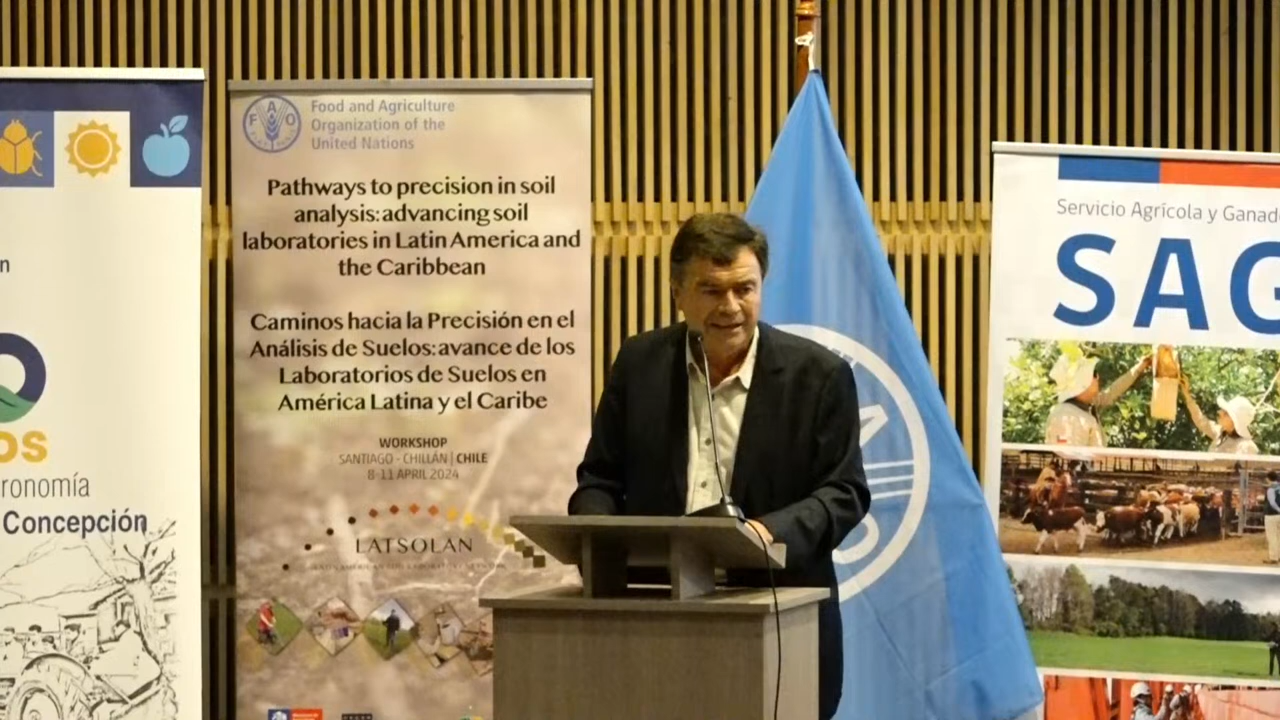 Food and Agriculture
Organization of the
United Nations
FAO
Pathways to precision in soil
analysis: advancing soil
laboratories in Latin America and
the Caribbean
Caminos hacia la Precisión en el
Análisis de Suelos: avance de los
Laboratorios de Suelos en
América Latina y el Caribe
WORKSHOP
SANTIAGO - CHILLÁN | CHILE
8-11 APRIL 2024
LATSOLAN
Concepción
Servicio Agrícola y Ganad
SAG